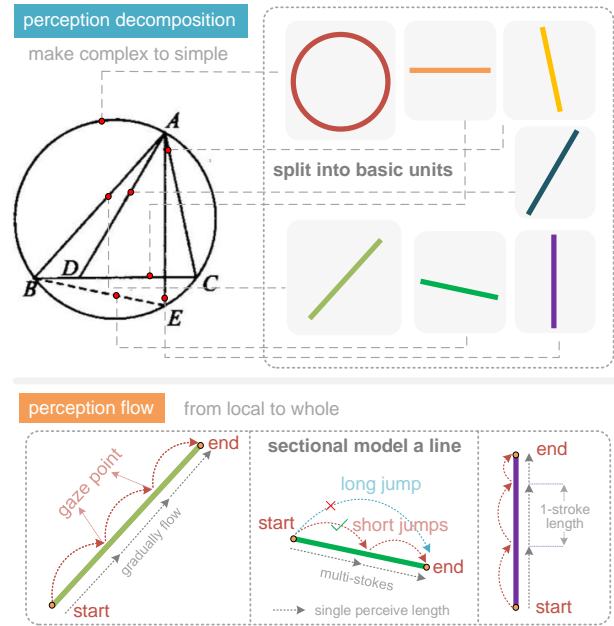 perception decomposition
make complex to simple
A
split into basic units
D
B
C
E
perception flow
from local to whole
end
gaze point
gradually flow
start
sectional model a line
long jump
start
short jumps
end
multi-stokes
single perceive length
end
1-stroke
length
start